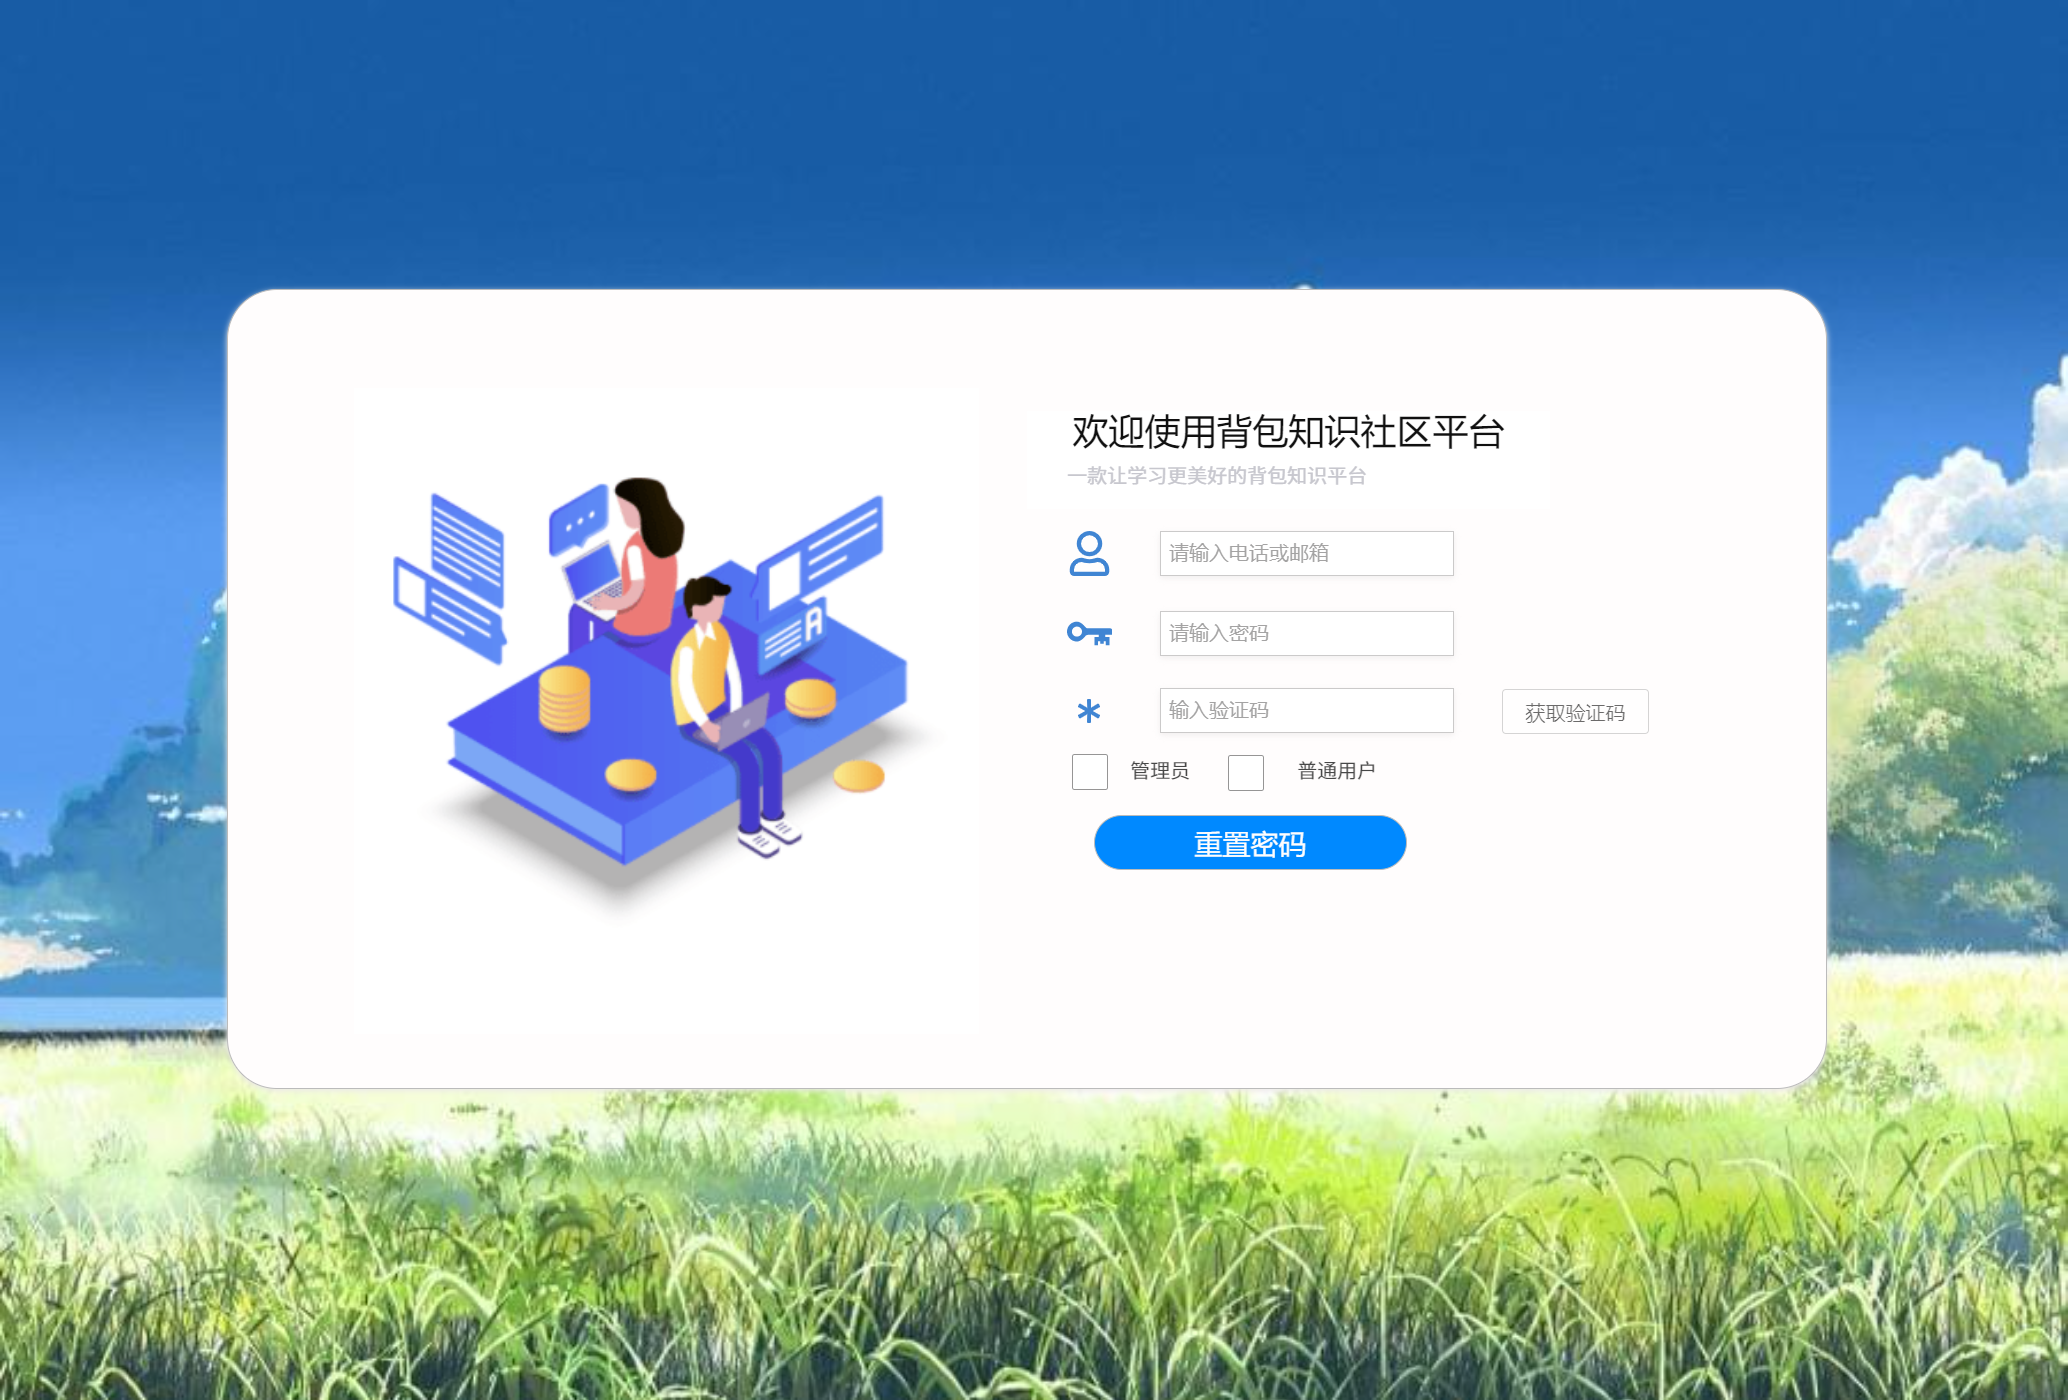 欢迎使用背包知识社区平台
一款让学习更美好的背包知识平台
请输入电话或邮箱
请输入密码
输入验证码 获取验证码
管理员 普通用户
重置密码
A